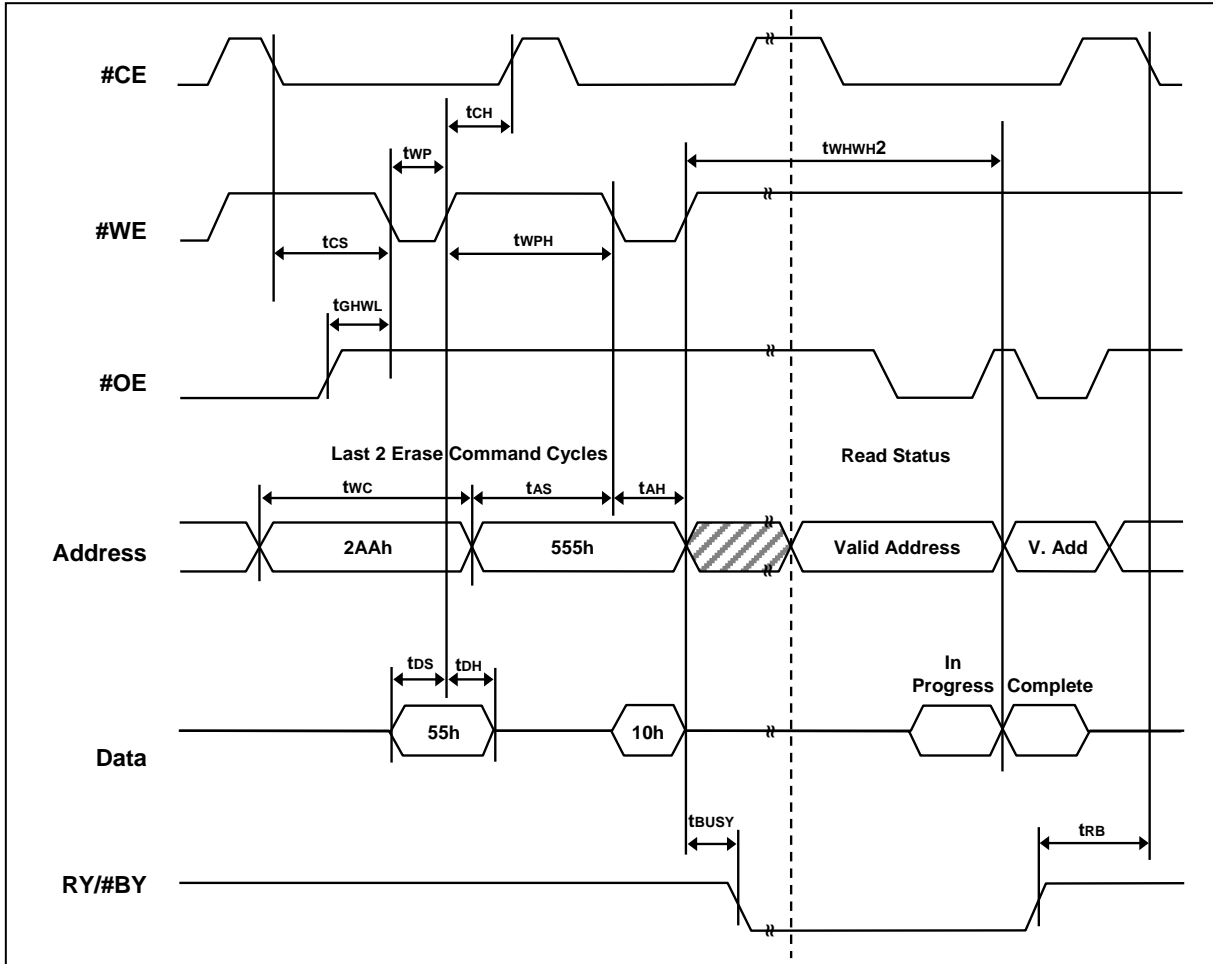 #CE
tCH
tWP
tWHWH2
#WE
tCS
tWPH
tGHWL
#OE
Last 2 Erase Command Cycles
Read Status
tWC
tAS
tAH
Address
2AAh
555h
Valid Address
V. Add
tDS
tDH
In
Progress
Complete
55h
10h
Data
tBUSY
tRB
RY/#BY